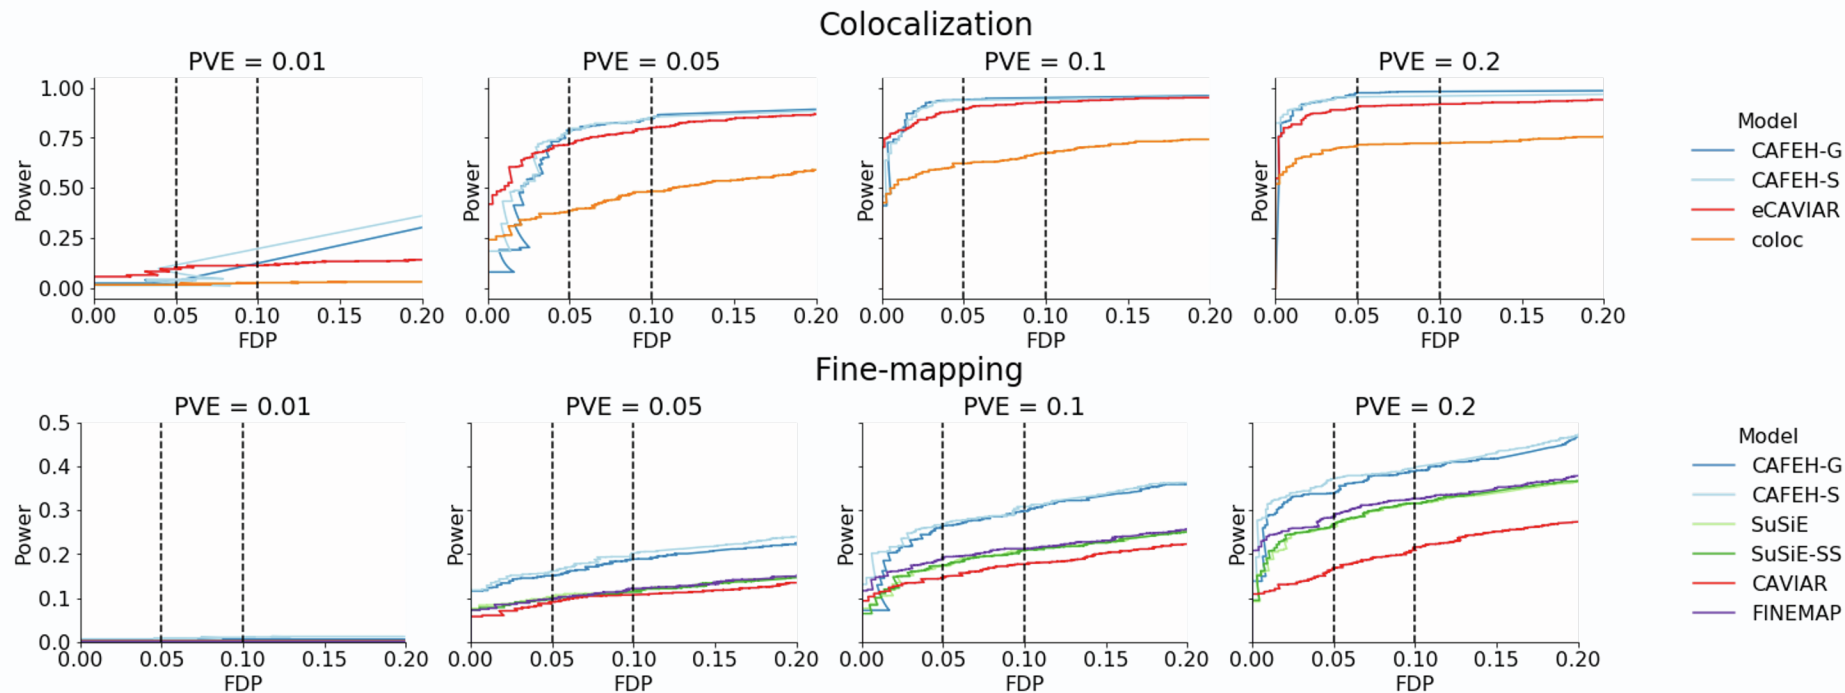 Colocalization
PVE = 0.01 PVE = 0.05 PVE = 0.1 PVE = 0.2
1.00
0.75
0.50
0.25
0.00
Power Power Power Power
0.00 0.05 0.10 0.15 0.20 0.00 0.05 0.10 0.15 0.20 0.00 0.05 0.10 0.15 0.20 0.00 0.05 0.10 0.15 0.20
FDP FDP FDP FDP
Model
CAFEH-G
CAFEH-S
eCAVIAR
coloc
Fine-mapping
PVE = 0.01 PVE = 0.05 PVE = 0.1 PVE = 0.2
0.5
0.4
0.3
0.2
0.1
0.0
Power Power Power Power
0.00 0.05 0.10 0.15 0.20 0.00 0.05 0.10 0.15 0.20 0.00 0.05 0.10 0.15 0.20 0.00 0.05 0.10 0.15 0.20
FDP FDP FDP FDP
Model
CAFEH-G
CAFEH-S
SuSiE
SuSiE-SS
CAVIAR
FINEMAP